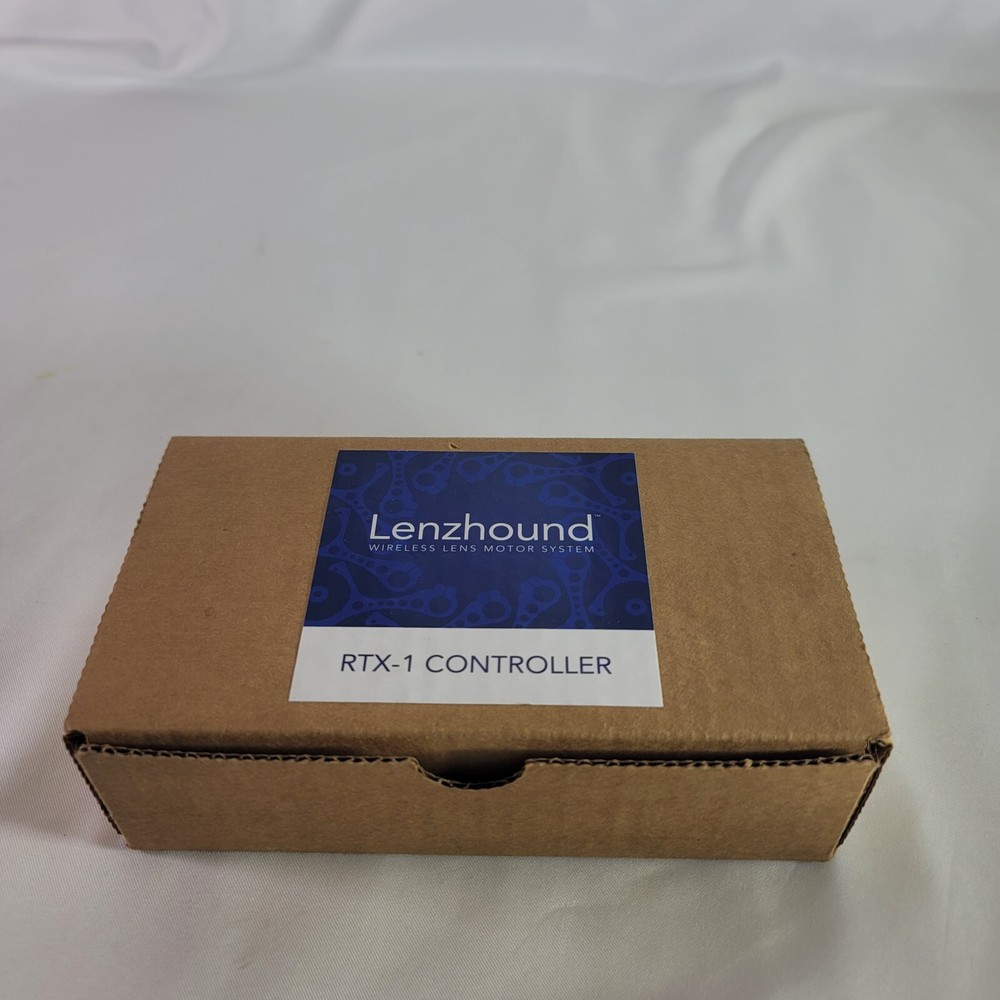 Lenzhound™
WIRELESS LENS MOTOR SYSTEM
RTX-1 CONTROLLER